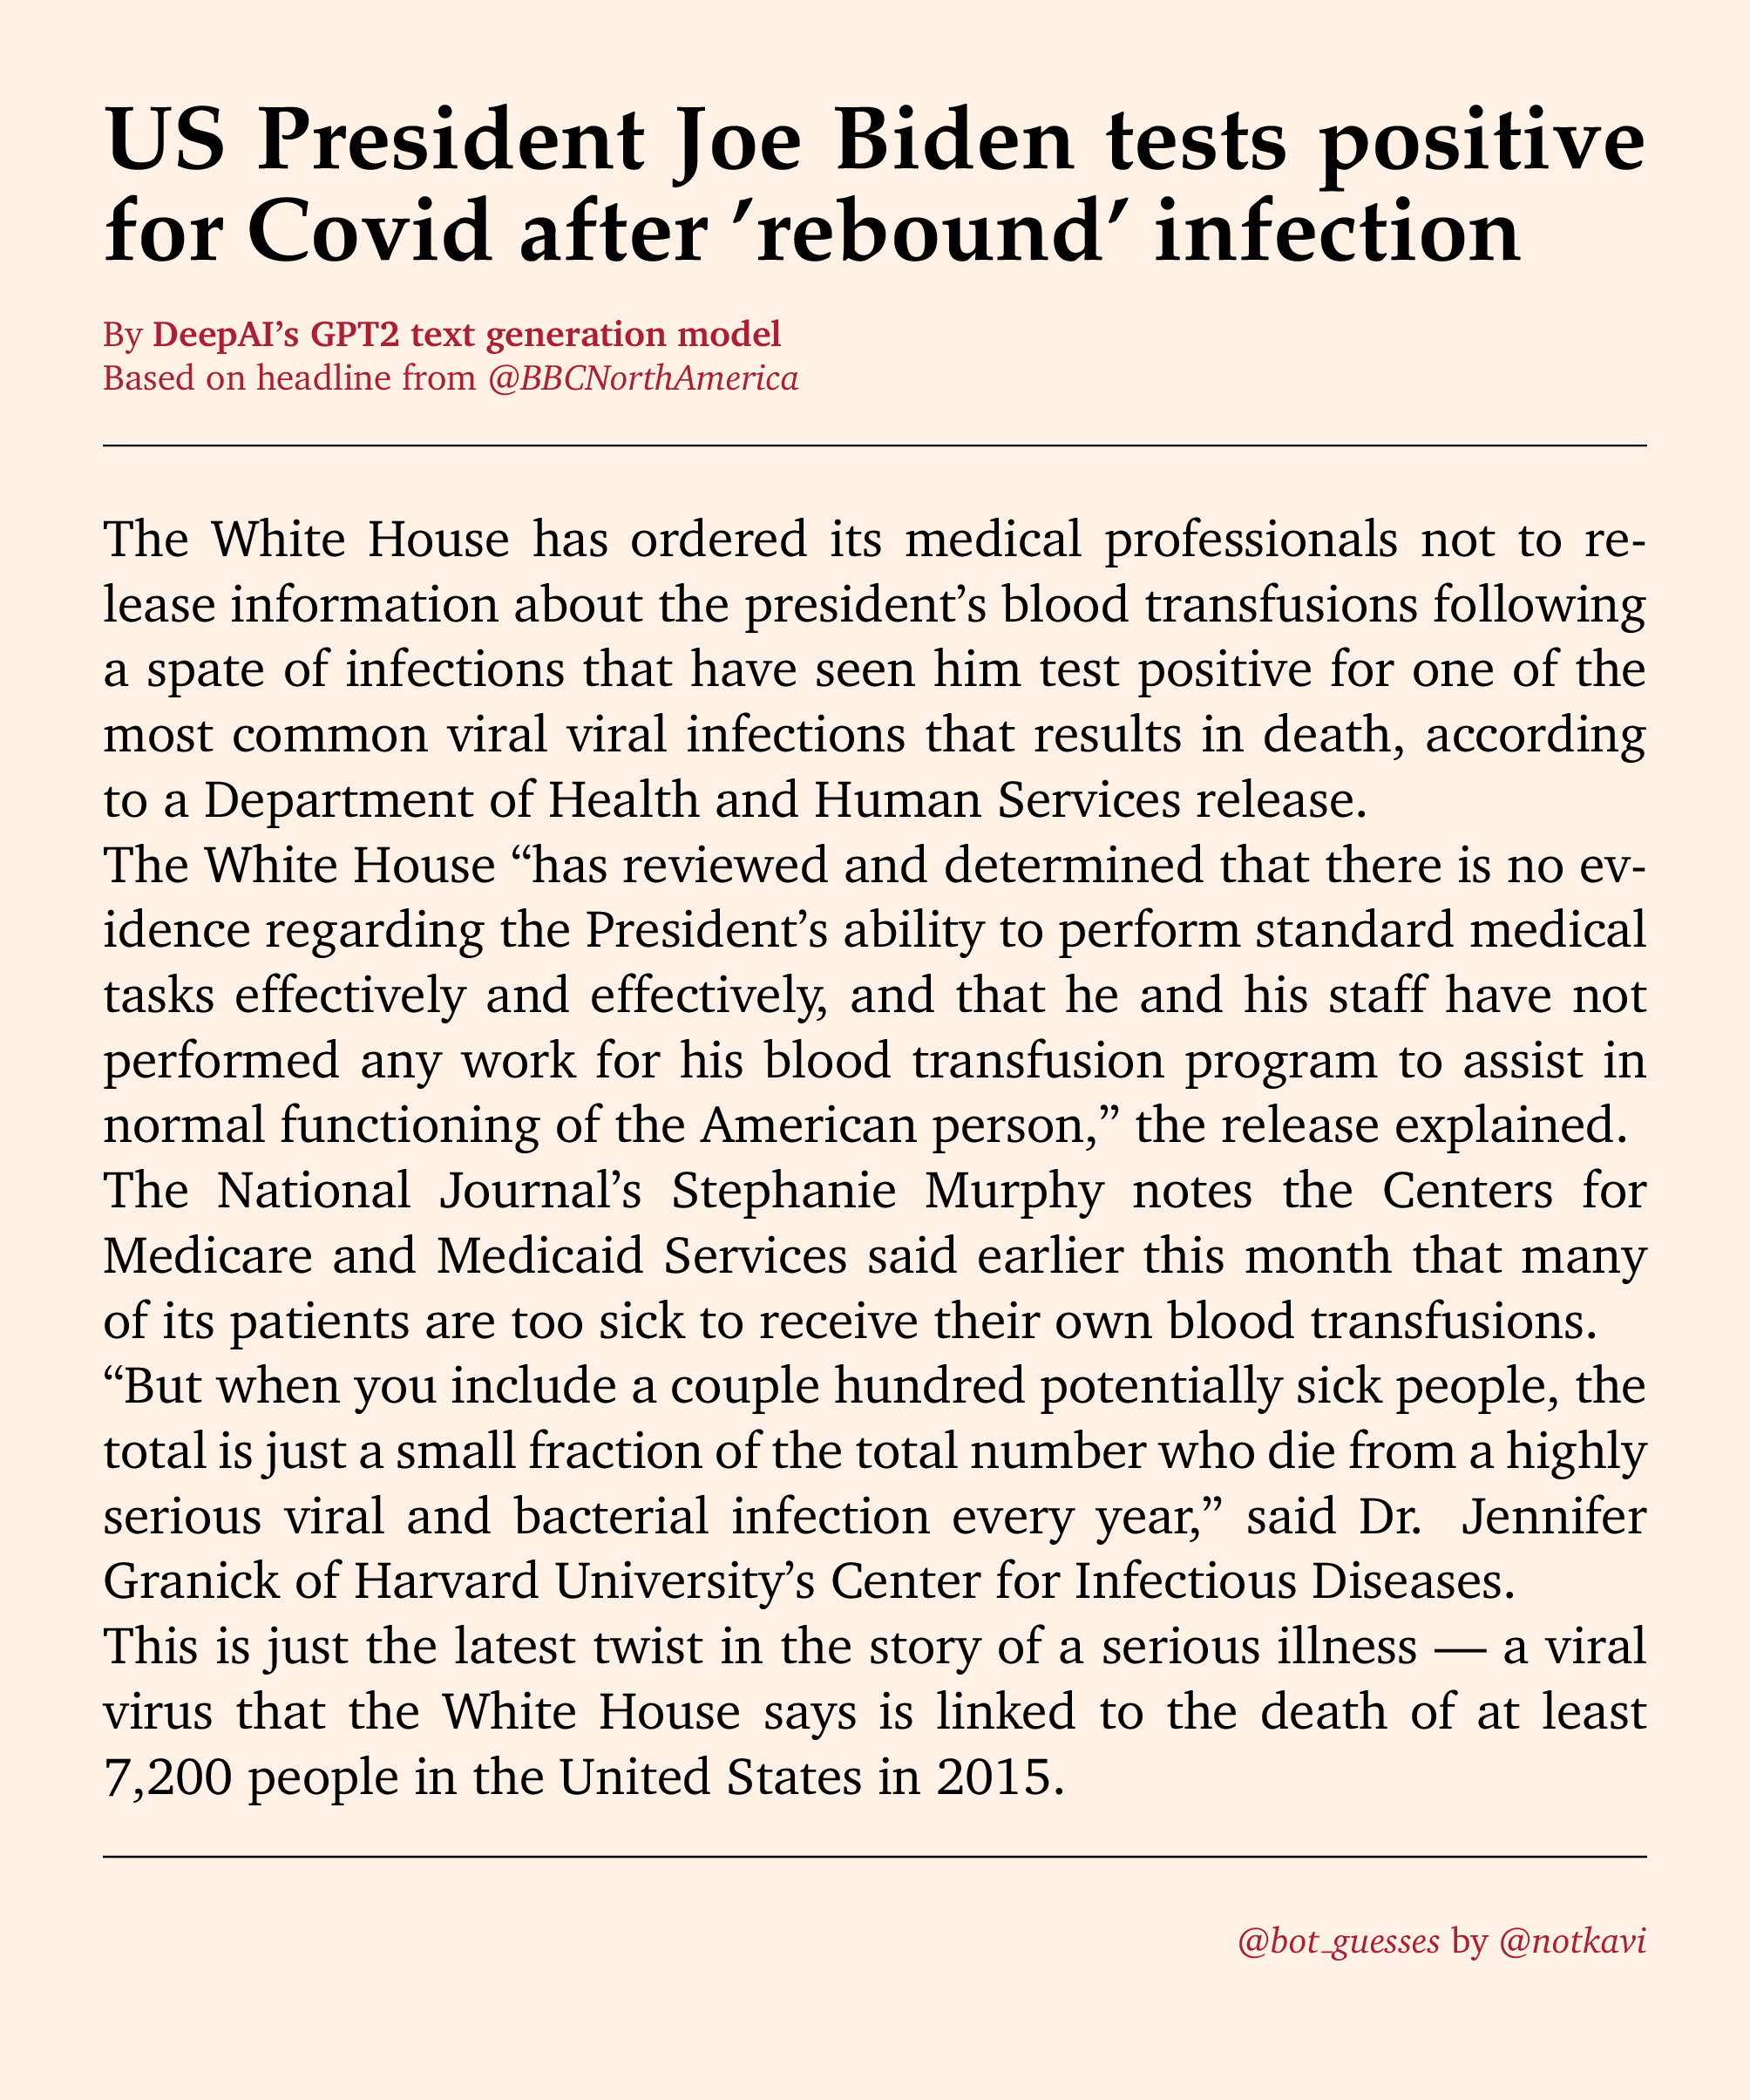 US President Joe Biden tests positive
for Covid after ’rebound’ infection
By DeepAI’s GPT2 text generation model
Based on headline from @BBCNorthAmerica
The White House has ordered its medical professionals not to re-
lease information about the president’s blood transfusions following
a spate of infections that have seen him test positive for one of the
most common viral viral infections that results in death, according
to a Department of Health and Human Services release.
The White House “has reviewed and determined that there is no ev-
idence regarding the President’s ability to perform standard medical
tasks effectively and effectively, and that he and his staff have not
performed any work for his blood transfusion program to assist in
normal functioning of the American person,” the release explained.
The National Journal’s Stephanie Murphy notes the Centers for
Medicare and Medicaid Services said earlier this month that many
of its patients are too sick to receive their own blood transfusions.
“But when you include a couple hundred potentially sick people, the
total is just a small fraction of the total number who die from a highly
serious viral and bacterial infection every year,” said Dr. Jennifer
Granick of Harvard University’s Center for Infectious Diseases.
This is just the latest twist in the story of a serious illness — a viral
virus that the White House says is linked to the death of at least
7,200 people in the United States in 2015.
@bot_guesses by @notkavi